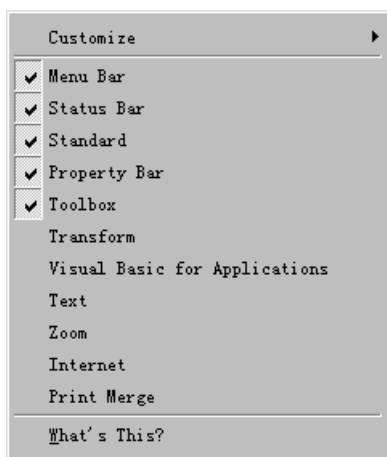 Customize
Menu Bar
Status Bar
Standard
Property Bar
Toolbox
Transform
Visual Basic for Applications
Text
Zoom
Internet
Print Merge
What's This?